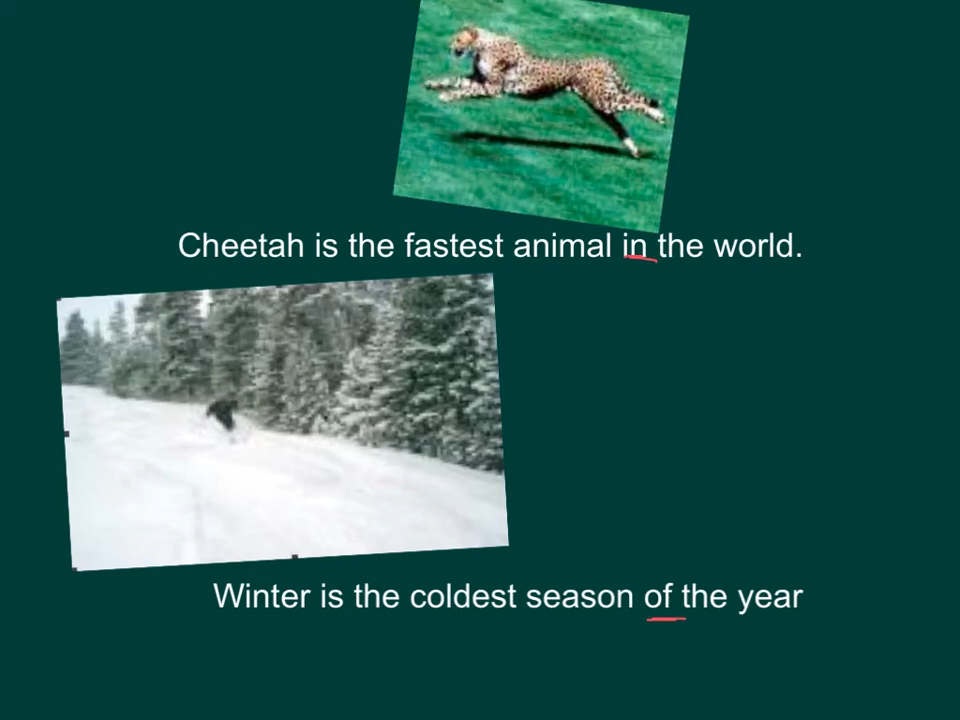 Cheetah is the fastest animal in the world.
Winter is the coldest season of the year